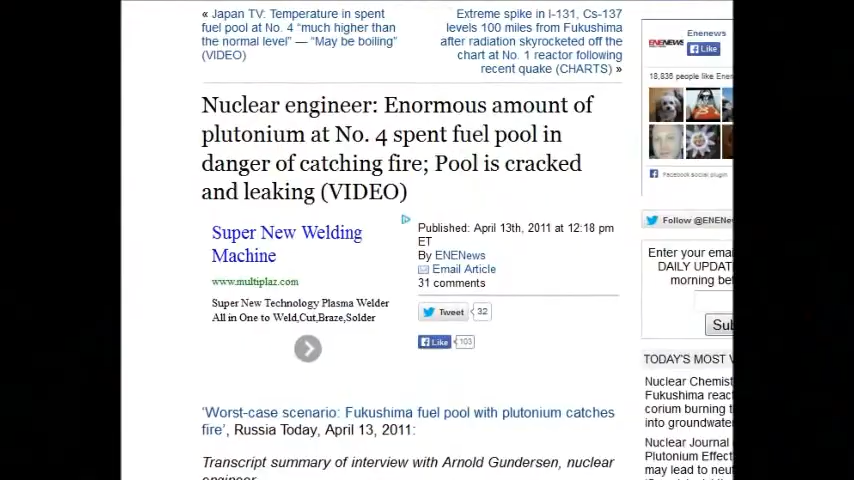 « Japan TV: Temperature in spent
fuel pool at No. 4 “much higher than
the normal level” — “May be boiling”
(VIDEO)
Extreme spike in I-131, Cs-137
levels 100 miles from Fukushima
after radiation skyrocketed off the
chart at No. 1 reactor following
recent quake (CHARTS) »
Nuclear engineer: Enormous amount of
plutonium at No. 4 spent fuel pool in
danger of catching fire; Pool is cracked
and leaking (VIDEO)
Super New Welding
Machine
www.multiplaz.com
Super New Technology Plasma Welder
All in One to Weld,Cut,Braze,Solder
Published: April 13th, 2011 at 12:18 pm
ET
By ENENews
Email Article
31 comments
Tweet 32
Like 103
‘Worst-case scenario: Fukushima fuel pool with plutonium catches
fire’, Russia Today, April 13, 2011:
Transcript summary of interview with Arnold Gundersen, nuclear
engineer
ENENEWS
Enenews
Like
18,835 people like Ener
Facebook social plugin
Follow @ENENe
Enter your ema
DAILY UPDAT
morning be
Sub
TODAY'S MOST V
Nuclear Chemist
Fukushima reac
corium burning t
into groundwate
Nuclear Journal
Plutonium Effect
may lead to neut